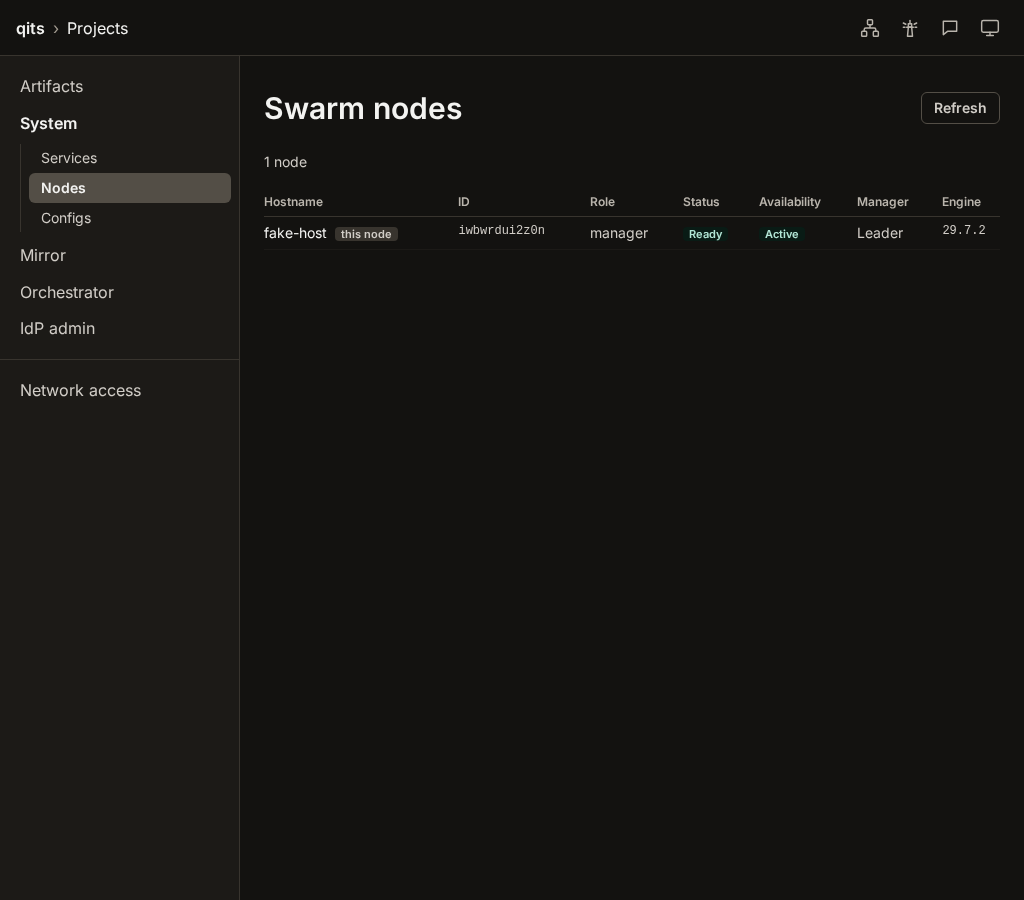 qits › Projects
Artifacts
System
Services
Nodes
Configs
Mirror
Orchestrator
IdP admin
Network access
Swarm nodes
Refresh
1 node
Hostname ID Role Status Availability Manager Engine
fake-host this node iwbwrdui2z0n manager Ready Active Leader 29.7.2